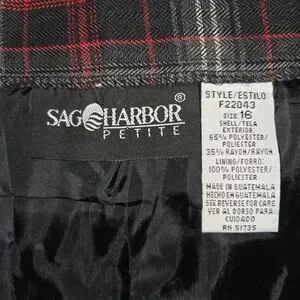 SAG HARBOR®
PETITE
STYLE/ESTILO
F22043
SIZE 16
SHELL/TELA
EXTERIOR:
65% POLYESTER/
POLIESTER
35% RAYON/RAYON
LINING/FORRO:
100% POLYESTER/
POLIESTER
MADE IN GUATEMALA
HECHO EN GUATEMALA
SEE REVERSE FOR CARE
VER AL DORSO PARA
CUIDADO
RN 51735